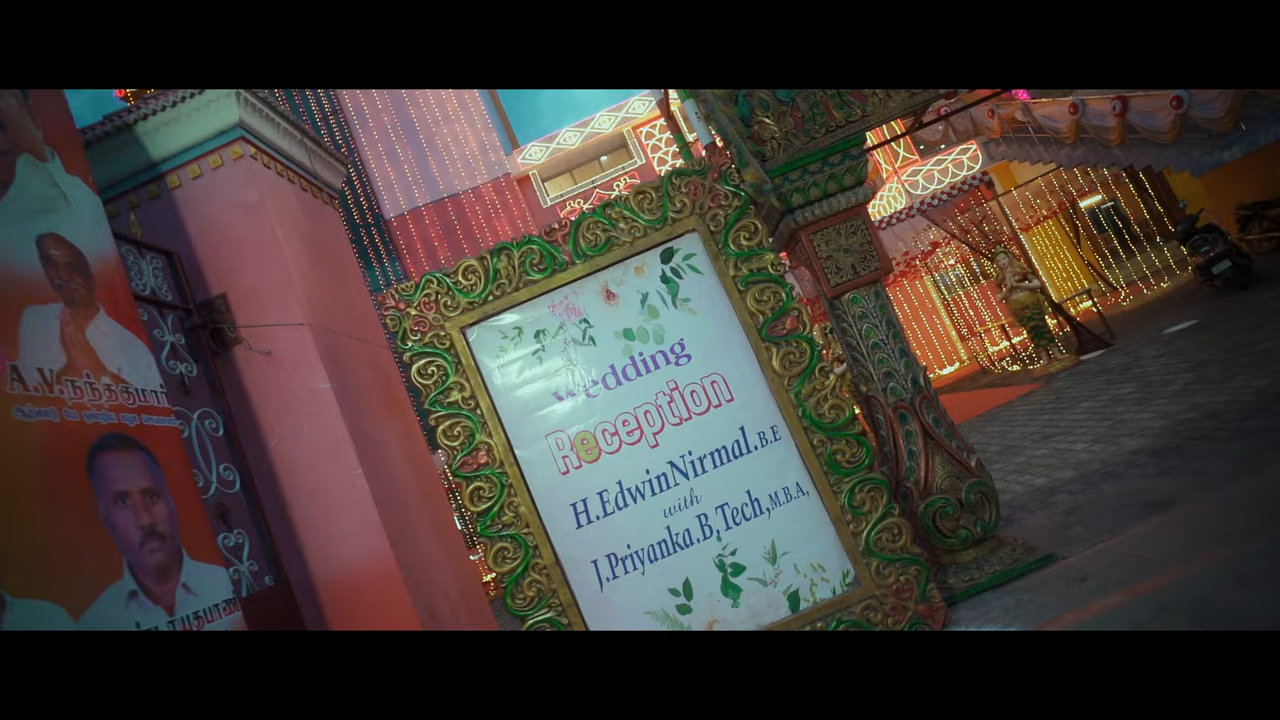 A.V.நந்தகுமார்
wedding
Reception
H.EdwinNirmal.B.E
with
J.Priyanka.B,Tech,M.B.A,